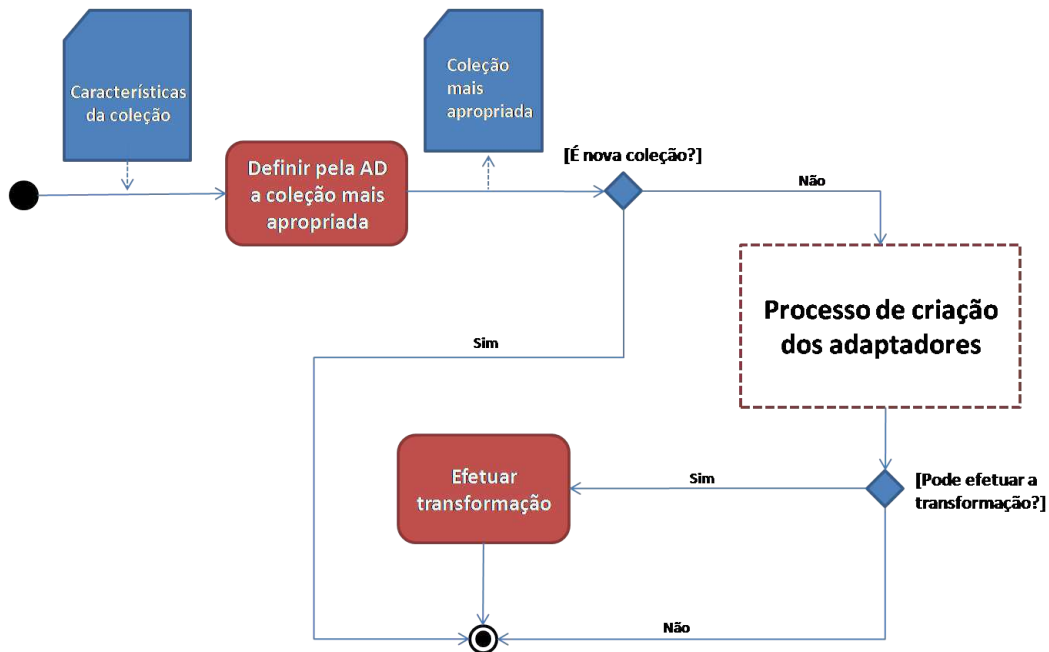 Características
da coleção
Coleção
mais
apropriada
Definir pela AD
a coleção mais
apropriada
[É nova coleção?]
Não
Processo de criação
dos adaptadores
Sim
Efetuar
transformação
Sim
[Pode efetuar a
transformação?]
Não